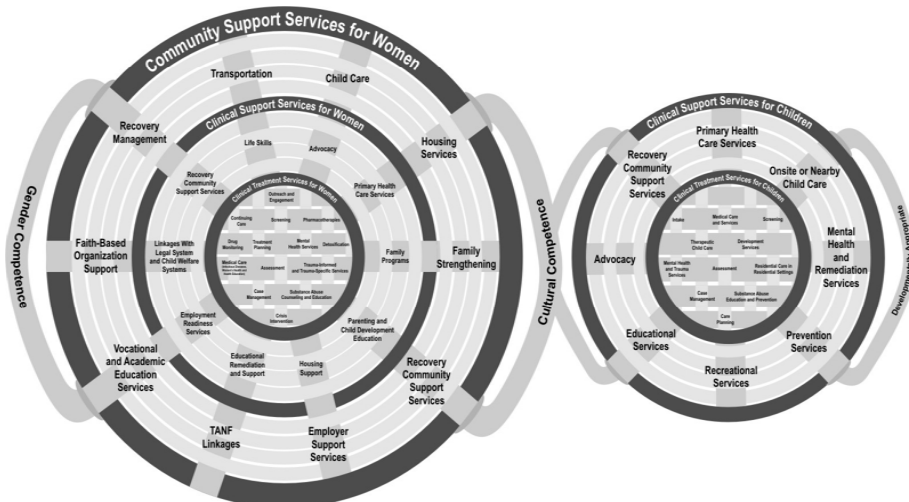 Community Support Services for Women
Transportation
Child Care
Recovery
Management
Housing
Services
Faith-Based
Organization
Support
Family
Strengthening
Vocational
and Academic
Education
Services
Recovery
Community
Support
Services
TANF
Linkages
Employer
Support
Services
Clinical Support Services for Women
Life Skills
Advocacy
Recovery
Community
Support Services
Primary Health
Care Services
Linkages With
Legal System
and Child Welfare
Systems
Family
Programs
Employment
Readiness
Services
Parenting and
Child Development
Education
Educational
Remediation
and Support
Housing
Support
Clinical Treatment Services for Women
Outreach and
Engagement
Continuing
Care
Screening
Pharmacotherapies
Drug
Monitoring
Treatment
Planning
Mental
Health Services
Detoxification
Medical Care
Assessment
Trauma-Informed
and Trauma-Specific Services
Case
Management
Substance Abuse
Counseling and Education
Crisis
Intervention
Gender Competence
Cultural Competence
Clinical Support Services for Children
Primary Health
Care Services
Recovery
Community
Support
Services
Onsite or Nearby
Child Care
Advocacy
Mental
Health
and
Remediation
Services
Educational
Services
Prevention
Services
Recreational
Services
Clinical Treatment Services for Children
Intake
Medical Care
and Services
Screening
Therapeutic
Child Care
Development
Services
Mental Health
and Trauma
Services
Assessment
Residential Care in
Residential Settings
Case
Management
Substance Abuse
Education and Prevention
Care
Planning
Developmentally Appropriate